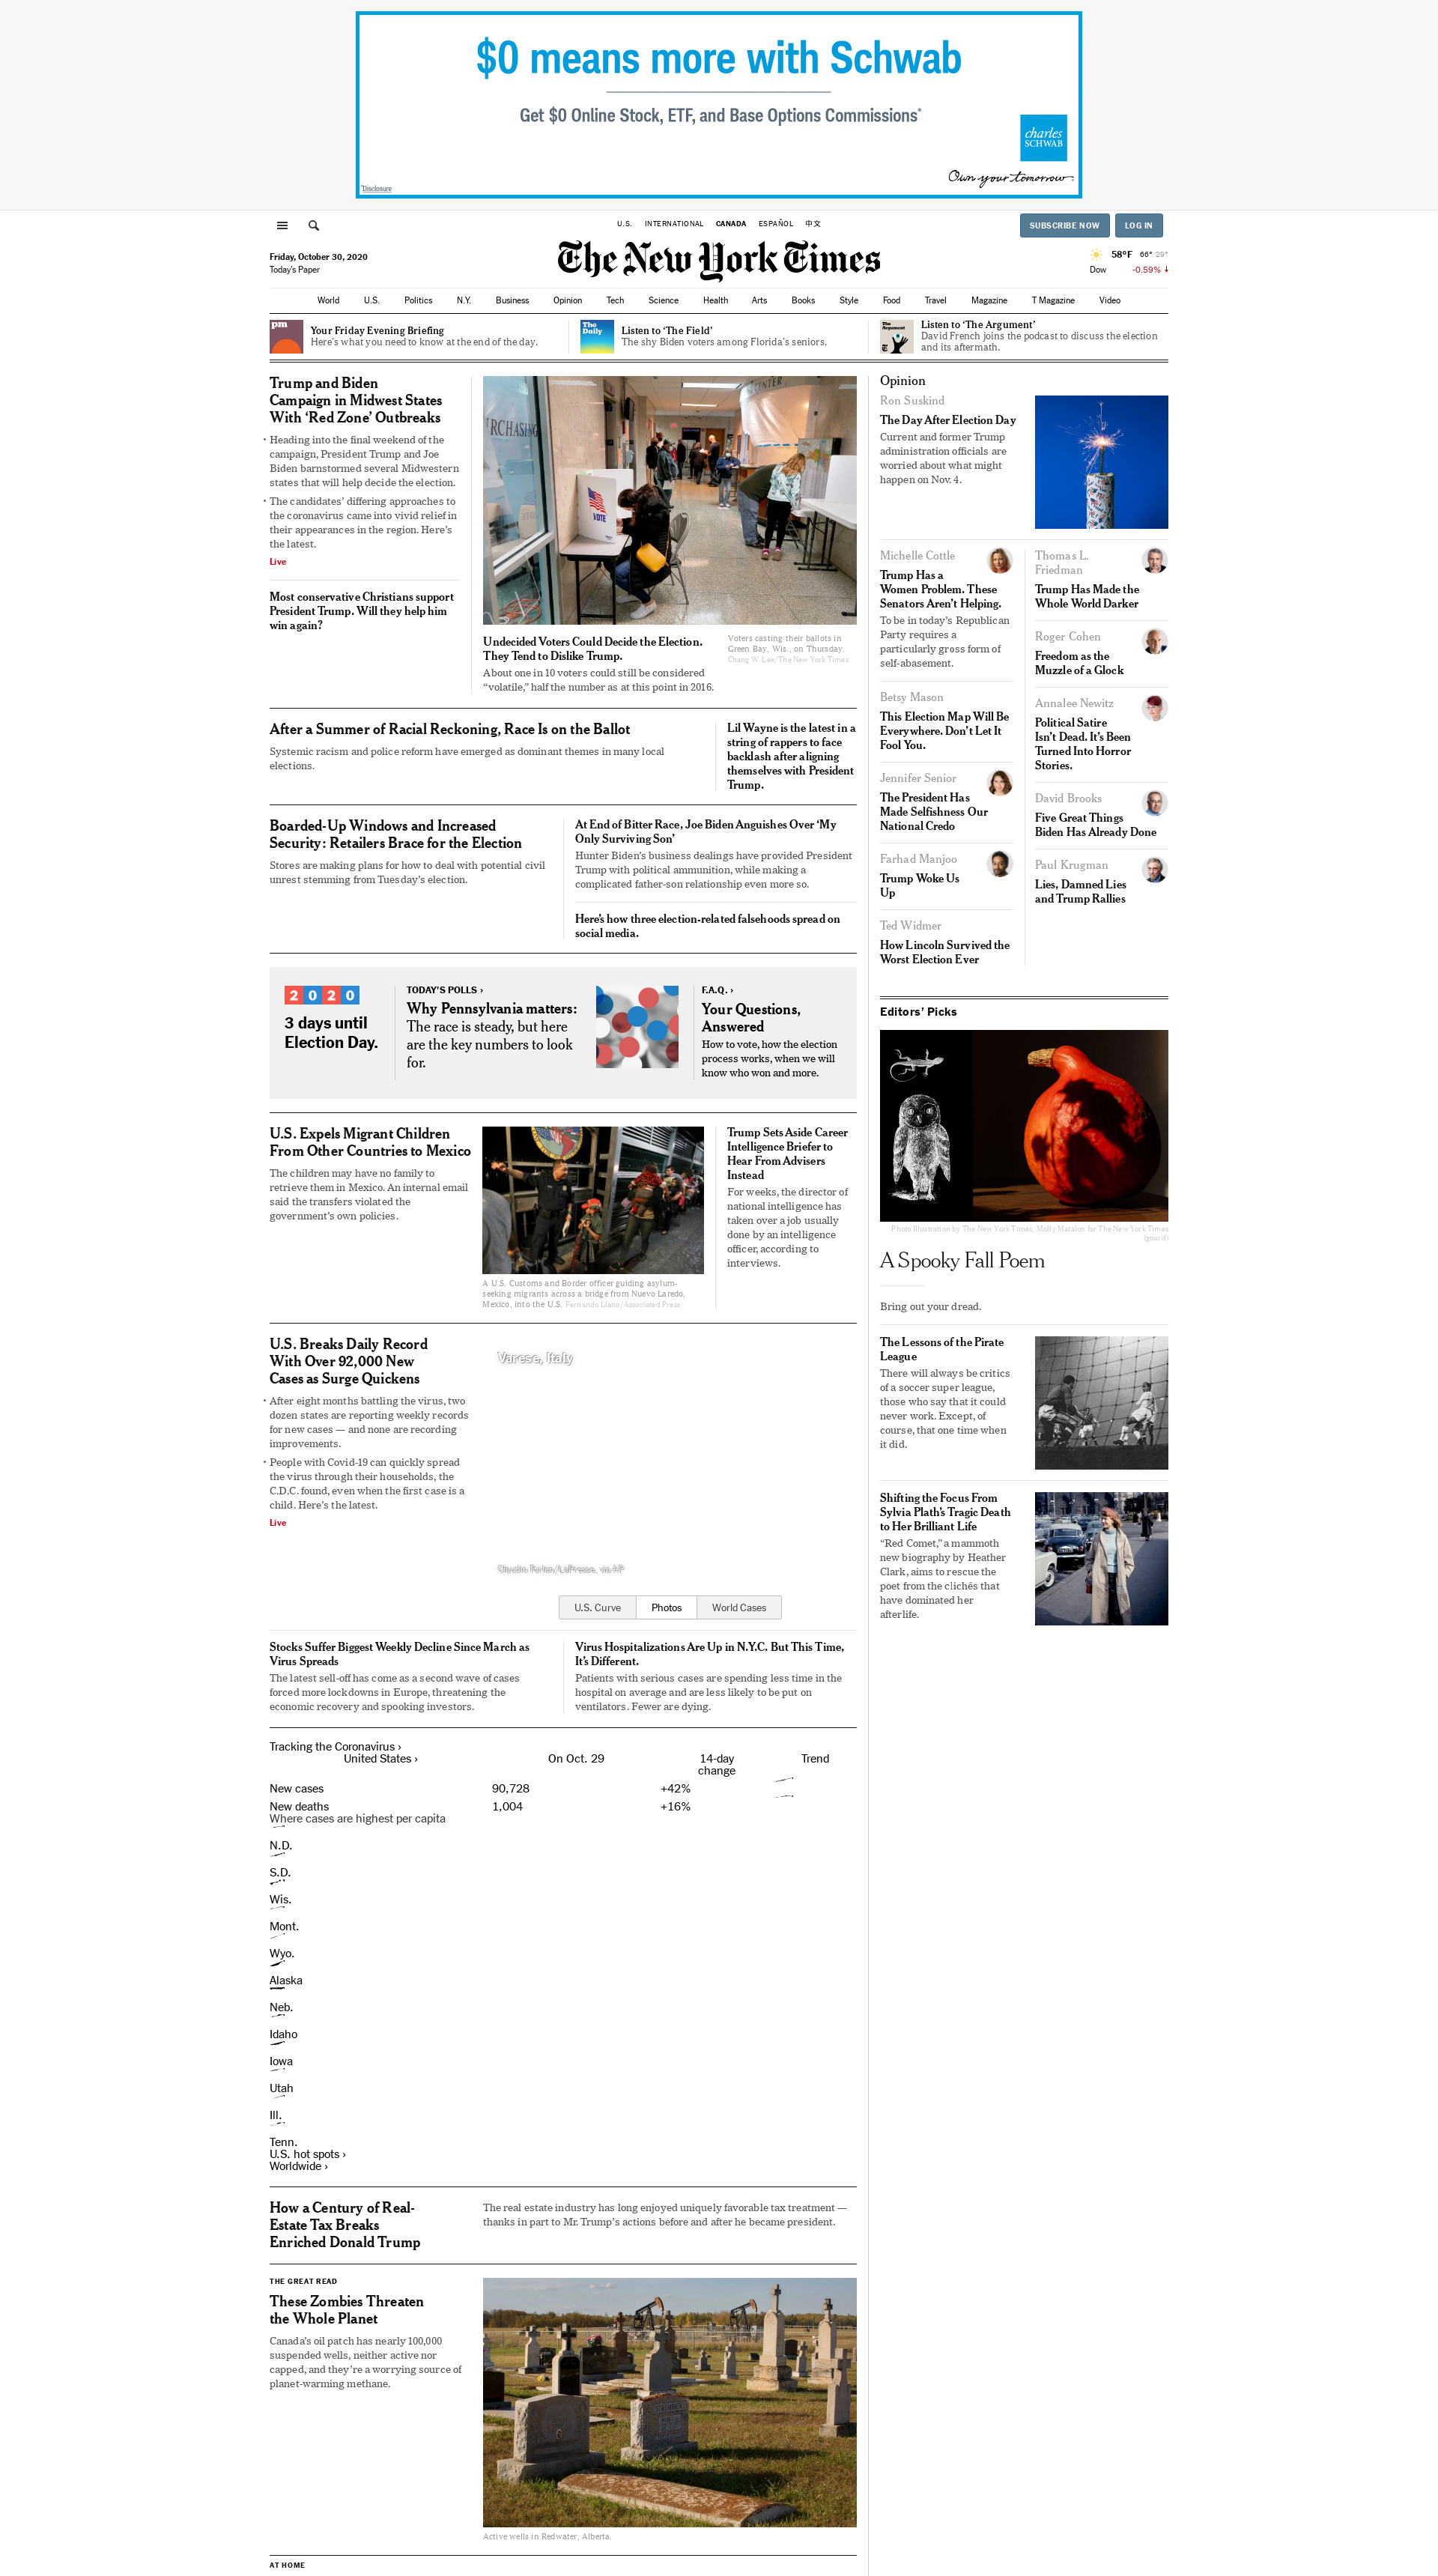 $0 means more with Schwab
Get $0 Online Stock, ETF, and Base Options Commissions*
charles
SCHWAB
Own your tomorrow.
*Disclosure
U.S. INTERNATIONAL CANADA ESPAÑOL 中文
SUBSCRIBE NOW LOG IN
Friday, October 30, 2020
Today's Paper
The New York Times
58°F 66° 29°
Dow -0.59%
World U.S. Politics N.Y. Business Opinion Tech Science Health Arts Books Style Food Travel Magazine T Magazine Video
pm
Your Friday Evening Briefing
Here's what you need to know at the end of the day.
The
Daily
Listen to 'The Field'
The shy Biden voters among Florida's seniors.
The
Argument
Listen to 'The Argument'
David French joins the podcast to discuss the election
and its aftermath.
Trump and Biden
Campaign in Midwest States
With 'Red Zone' Outbreaks
• Heading into the final weekend of the
campaign, President Trump and Joe
Biden barnstormed several Midwestern
states that will help decide the election.
• The candidates' differing approaches to
the coronavirus came into vivid relief in
their appearances in the region. Here's
the latest.
Live
Most conservative Christians support
President Trump. Will they help him
win again?
VOTE
Undecided Voters Could Decide the Election.
They Tend to Dislike Trump.
About one in 10 voters could still be considered
"volatile," half the number as at this point in 2016.
Voters casting their ballots in
Green Bay, Wis., on Thursday.
Chang W. Lee/The New York Times
After a Summer of Racial Reckoning, Race Is on the Ballot
Systemic racism and police reform have emerged as dominant themes in many local
elections.
Lil Wayne is the latest in a
string of rappers to face
backlash after aligning
themselves with President
Trump.
Boarded-Up Windows and Increased
Security: Retailers Brace for the Election
Stores are making plans for how to deal with potential civil
unrest stemming from Tuesday's election.
At End of Bitter Race, Joe Biden Anguishes Over 'My
Only Surviving Son'
Hunter Biden's business dealings have provided President
Trump with political ammunition, while making a
complicated father-son relationship even more so.
Here's how three election-related falsehoods spread on
social media.
2020
3 days until
Election Day.
TODAY'S POLLS ›
Why Pennsylvania matters:
The race is steady, but here
are the key numbers to look
for.
F.A.Q. ›
Your Questions,
Answered
How to vote, how the election
process works, when we will
know who won and more.
U.S. Expels Migrant Children
From Other Countries to Mexico
The children may have no family to
retrieve them in Mexico. An internal email
said the transfers violated the
government's own policies.
A U.S. Customs and Border officer guiding asylum-
seeking migrants across a bridge from Nuevo Laredo,
Mexico, into the U.S. Fernando Llano/Associated Press
Trump Sets Aside Career
Intelligence Briefer to
Hear From Advisers
Instead
For weeks, the director of
national intelligence has
taken over a job usually
done by an intelligence
officer, according to
interviews.
U.S. Breaks Daily Record
With Over 92,000 New
Cases as Surge Quickens
• After eight months battling the virus, two
dozen states are reporting weekly records
for new cases — and none are recording
improvements.
• People with Covid-19 can quickly spread
the virus through their households, the
C.D.C. found, even when the first case is a
child. Here's the latest.
Live
Varese, Italy
Claudio Furlan/LaPresse, via AP
U.S. Curve Photos World Cases
Stocks Suffer Biggest Weekly Decline Since March as
Virus Spreads
The latest sell-off has come as a second wave of cases
forced more lockdowns in Europe, threatening the
economic recovery and spooking investors.
Virus Hospitalizations Are Up in N.Y.C. But This Time,
It's Different.
Patients with serious cases are spending less time in the
hospital on average and are less likely to be put on
ventilators. Fewer are dying.
Tracking the Coronavirus ›
United States › On Oct. 29 14-day
change Trend
New cases 90,728 +42%
New deaths 1,004 +16%
Where cases are highest per capita
N.D.
S.D.
Wis.
Mont.
Wyo.
Alaska
Neb.
Idaho
Iowa
Utah
Ill.
Tenn.
U.S. hot spots ›
Worldwide ›
How a Century of Real-
Estate Tax Breaks
Enriched Donald Trump
The real estate industry has long enjoyed uniquely favorable tax treatment —
thanks in part to Mr. Trump's actions before and after he became president.
THE GREAT READ
These Zombies Threaten
the Whole Planet
Canada's oil patch has nearly 100,000
suspended wells, neither active nor
capped, and they're a worrying source of
planet-warming methane.
Active wells in Redwater, Alberta.
AT HOME
Opinion
Ron Suskind
The Day After Election Day
Current and former Trump
administration officials are
worried about what might
happen on Nov. 4.
Michelle Cottle
Trump Has a
Women Problem. These
Senators Aren't Helping.
To be in today's Republican
Party requires a
particularly gross form of
self-abasement.
Betsy Mason
This Election Map Will Be
Everywhere. Don't Let It
Fool You.
Jennifer Senior
The President Has
Made Selfishness Our
National Credo
Farhad Manjoo
Trump Woke Us
Up
Ted Widmer
How Lincoln Survived the
Worst Election Ever
Thomas L.
Friedman
Trump Has Made the
Whole World Darker
Roger Cohen
Freedom as the
Muzzle of a Glock
Annalee Newitz
Political Satire
Isn't Dead. It's Been
Turned Into Horror
Stories.
David Brooks
Five Great Things
Biden Has Already Done
Paul Krugman
Lies, Damned Lies
and Trump Rallies
Editors' Picks
Photo Illustration by The New York Times; Molly Matalon for The New York Times
(gourd)
A Spooky Fall Poem
Bring out your dread.
The Lessons of the Pirate
League
There will always be critics
of a soccer super league,
those who say that it could
never work. Except, of
course, that one time when
it did.
Shifting the Focus From
Sylvia Plath's Tragic Death
to Her Brilliant Life
"Red Comet," a mammoth
new biography by Heather
Clark, aims to rescue the
poet from the clichés that
have dominated her
afterlife.